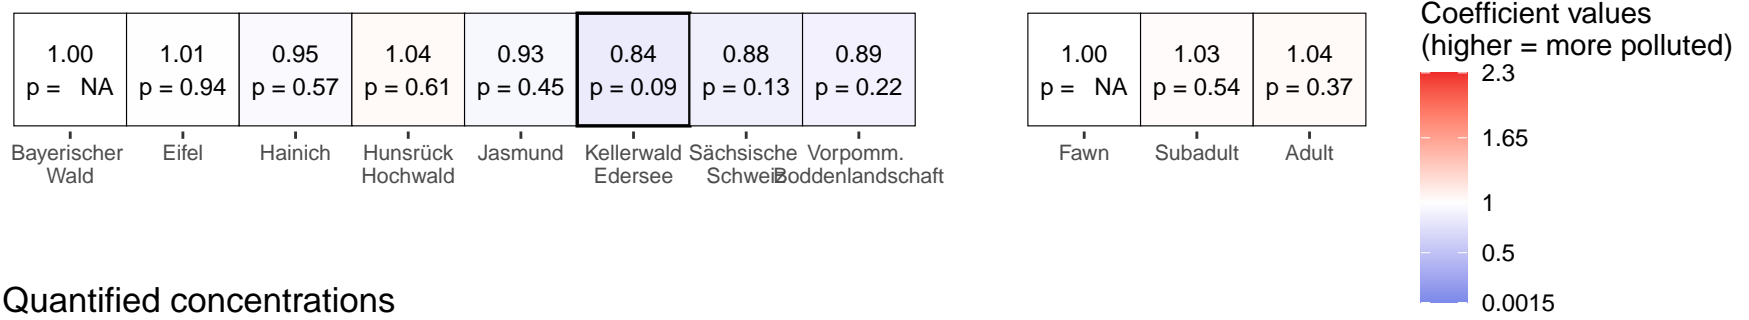 1.00 1.01 0.95 1.04 0.93 0.84 0.88 0.89
p = NA p = 0.94 p = 0.57 p = 0.61 p = 0.45 p = 0.09 p = 0.13 p = 0.22
Bayerischer Eifel Hainich Hunsrück Jasmund Kellerwald Sächsische Vorpomm.
Wald Hochwald Edersee Schweiz Boddenlandschaft
1.00 1.03 1.04
p = NA p = 0.54 p = 0.37
Fawn Subadult Adult
Coefficient values
(higher = more polluted)
2.3
1.65
1
0.5
0.0015
Quantified concentrations